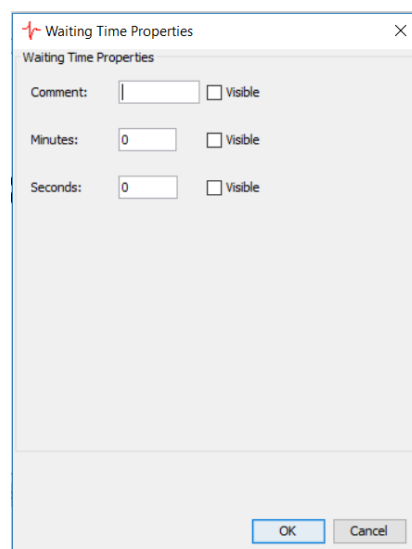 Waiting Time Properties
Waiting Time Properties
Comment: Visible
Minutes: 0 Visible
Seconds: 0 Visible
OK Cancel